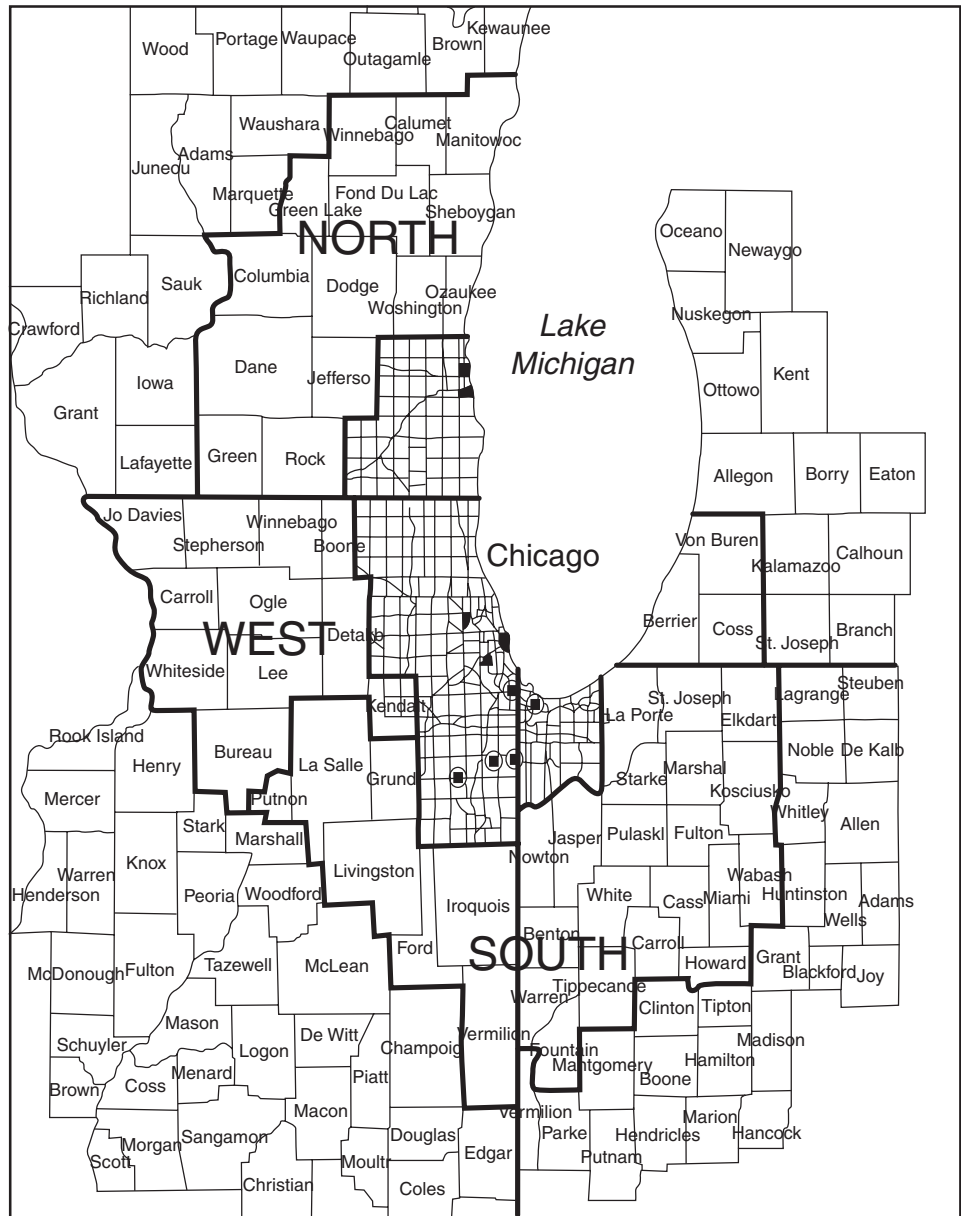 Kewaunee
Wood
Portage
Waupace
Outagamle
Brown
Waushara
Winnebago
Calumet
Manitowoc
Juneou
Adams
Marquette
Green Lake
Fond Du Lac
Sheboygan
NORTH
Oceano
Newaygo
Richland
Sauk
Columbia
Dodge
Woshington
Ozaukee
Crawford
Nuskegon
Lake
Michigan
Grant
Iowa
Dane
Jefferso
Ottowo
Kent
Lafayette
Green
Rock
Allegon
Borry
Eaton
Jo Davies
Stepherson
Winnebago
Boone
Chicago
Von Buren
Kalamazoo
Calhoun
Carroll
Ogle
WEST
Detakb
Berrier
Coss
St. Joseph
Branch
Whiteside
Lee
Kendart
La Porte
St. Joseph
Elkdart
Lagrange
Steuben
Rook Island
Henry
Bureau
La Salle
Grund
Putnon
Starke
Marshal
Kosciusko
Noble
De Kalb
Mercer
Stark
Marshall
Whitley
Allen
Warren
Henderson
Knox
Peoria
Woodford
Livingston
Iroquois
Nowton
Jasper
Pulaskl
Fulton
White
Cass
Miami
Wabash
Huntinston
Wells
Adams
McDonough
Fulton
Tazewell
McLean
Ford
SOUTH
Benton
Carroll
Howard
Grant
Blackford
Joy
Warren
Tippecanoe
Clinton
Tipton
Schuyler
Mason
Logon
De Witt
Champoig
Vermilion
Fountain
Mantgomery
Boone
Hamilton
Madison
Brown
Coss
Menard
Piatt
Macon
Vermilion
Parke
Putnam
Hendricles
Marion
Hancock
Scott
Morgan
Sangamon
Christian
Moultr
Douglas
Coles
Edgar